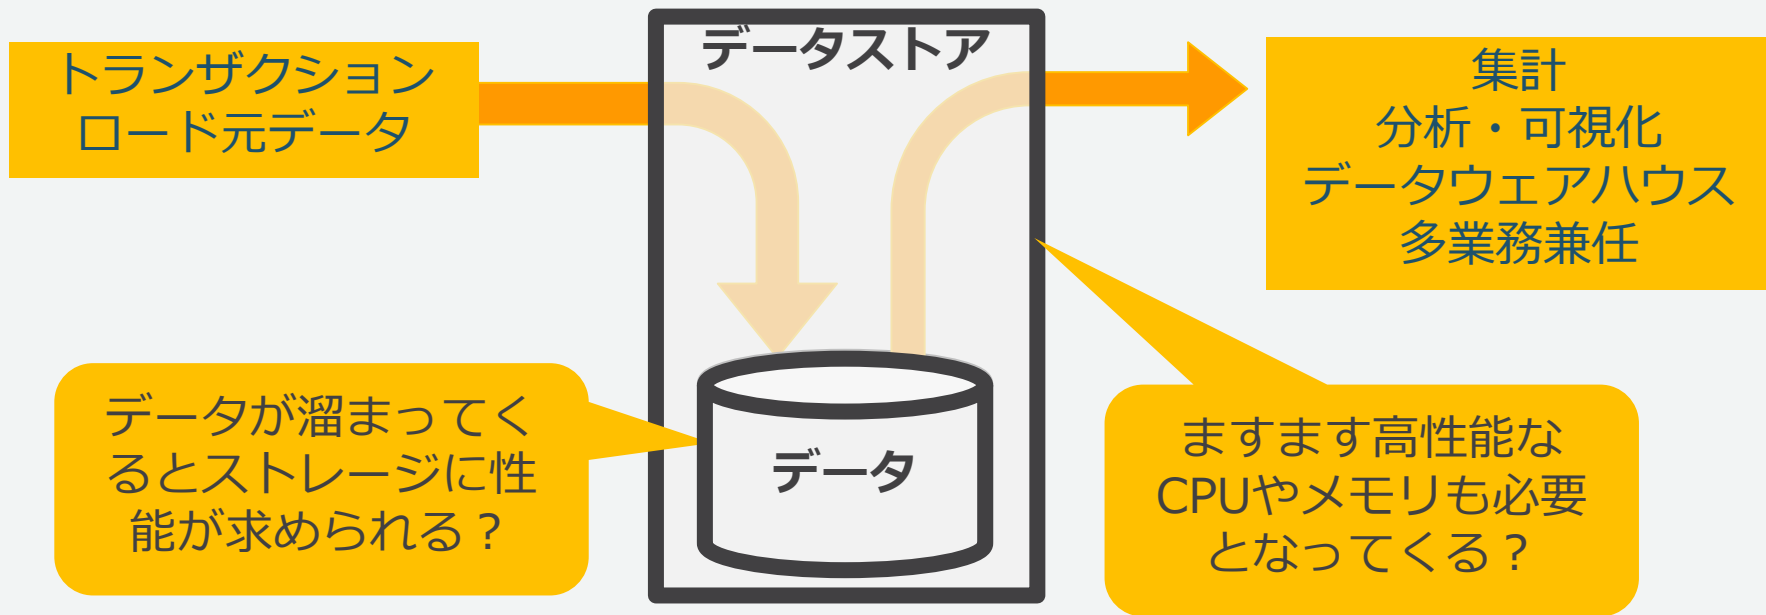 データストア
トランザクション
ロード元データ
集計
分析・可視化
データウェアハウス
多業務兼任
データが溜まってく
るとストレージに性
能が求められる？
データ
ますます高性能な
CPUやメモリも必要
となってくる？